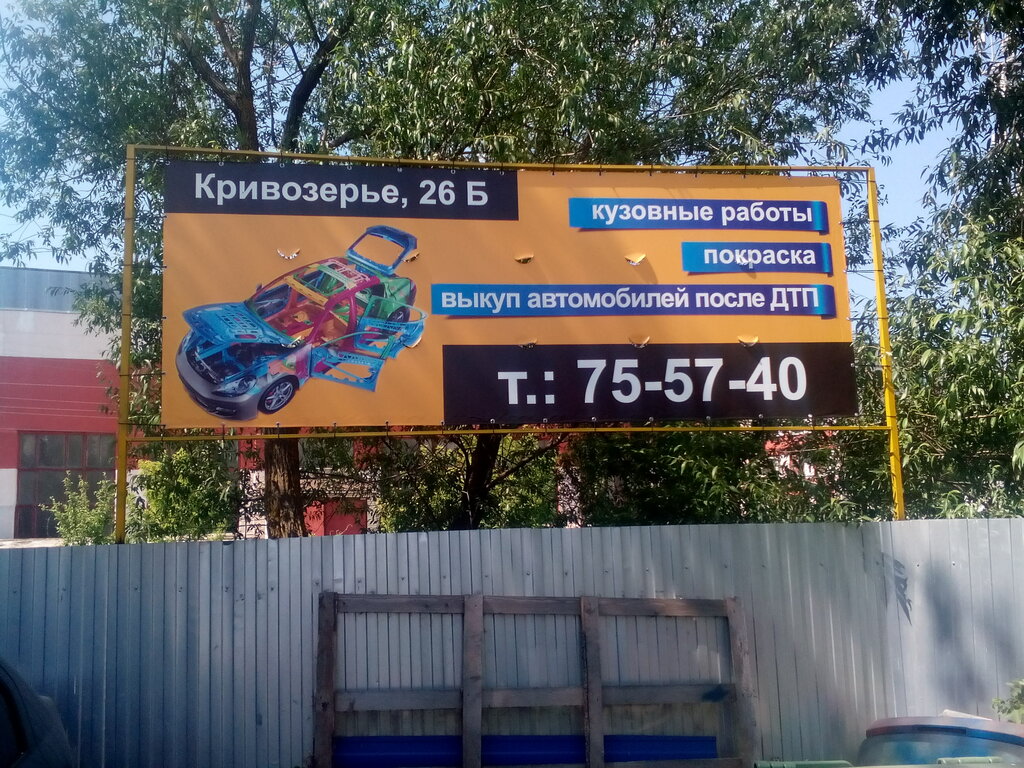 Кривозерье, 26 Б
кузовные работы
покраска
выкуп автомобилей после ДТП
т.: 75-57-40